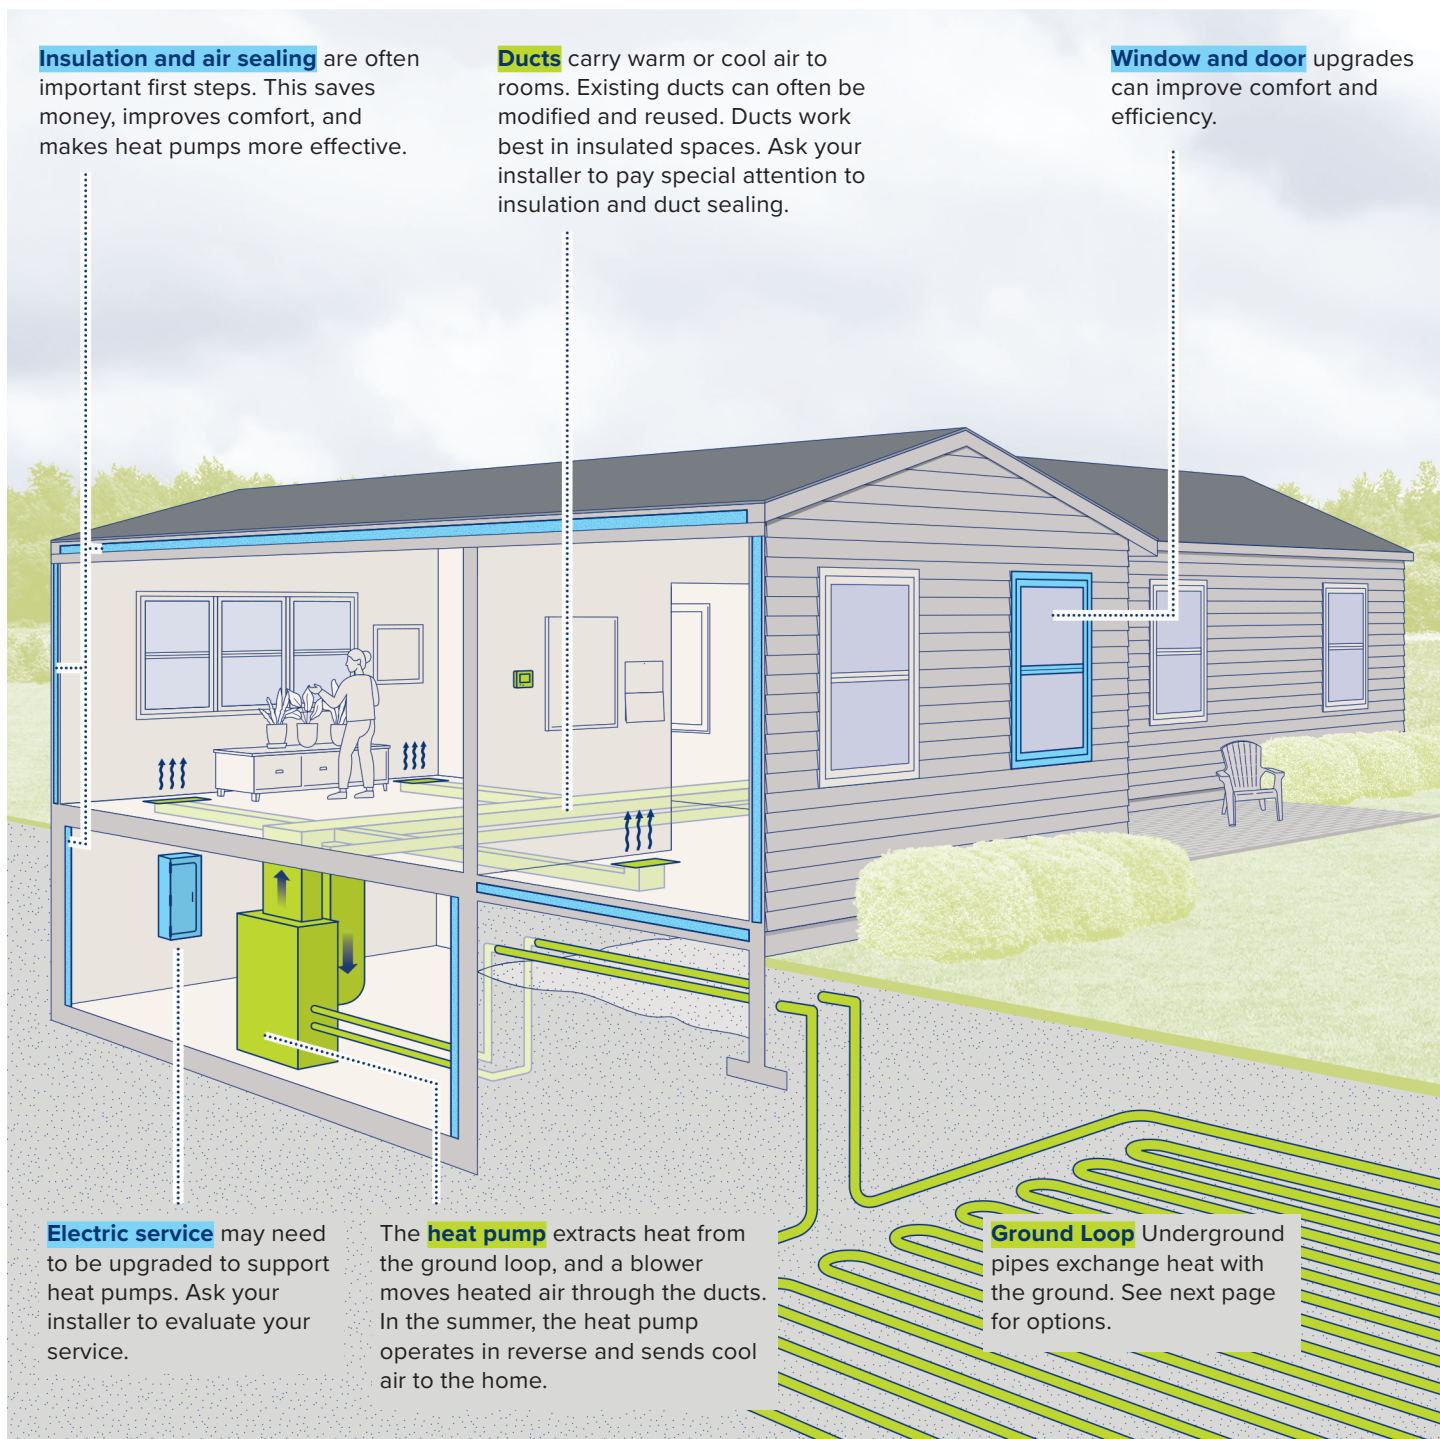 Insulation and air sealing are often
important first steps. This saves
money, improves comfort, and
makes heat pumps more effective.
Ducts carry warm or cool air to
rooms. Existing ducts can often be
modified and reused. Ducts work
best in insulated spaces. Ask your
installer to pay special attention to
insulation and duct sealing.
Window and door upgrades
can improve comfort and
efficiency.
Electric service may need
to be upgraded to support
heat pumps. Ask your
installer to evaluate your
service.
The heat pump extracts heat from
the ground loop, and a blower
moves heated air through the ducts.
In the summer, the heat pump
operates in reverse and sends cool
air to the home.
Ground Loop Underground
pipes exchange heat with
the ground. See next page
for options.